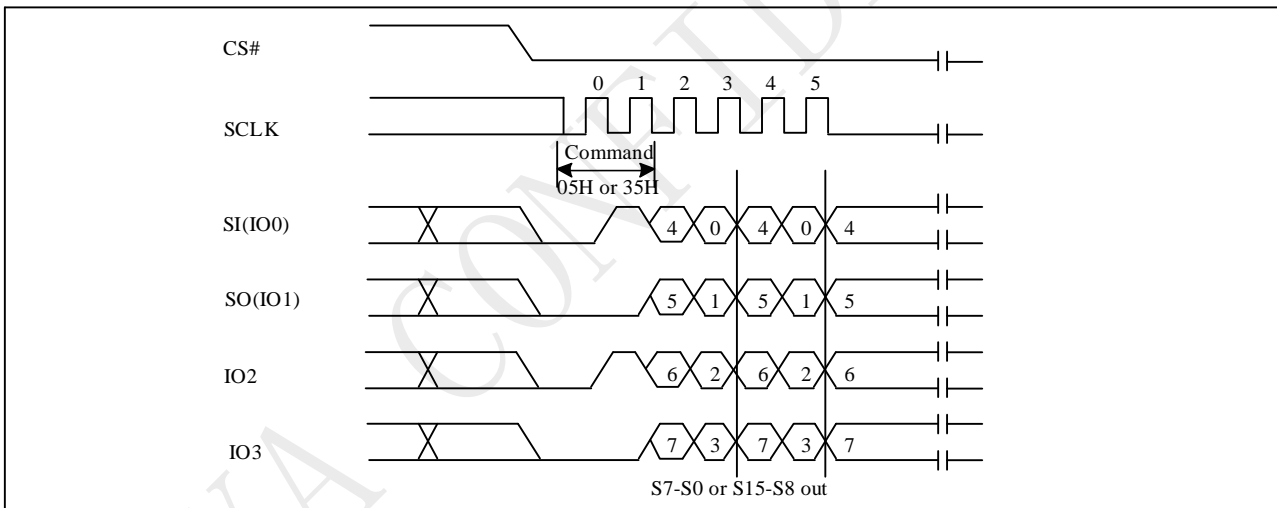 CS#
0 1 2 3 4 5
SCLK
Command
05H or 35H
SI(IO0) 4 0 4 0 4
SO(IO1) 5 1 5 1 5
IO2 6 2 6 2 6
IO3 7 3 7 3 7
S7-S0 or S15-S8 out